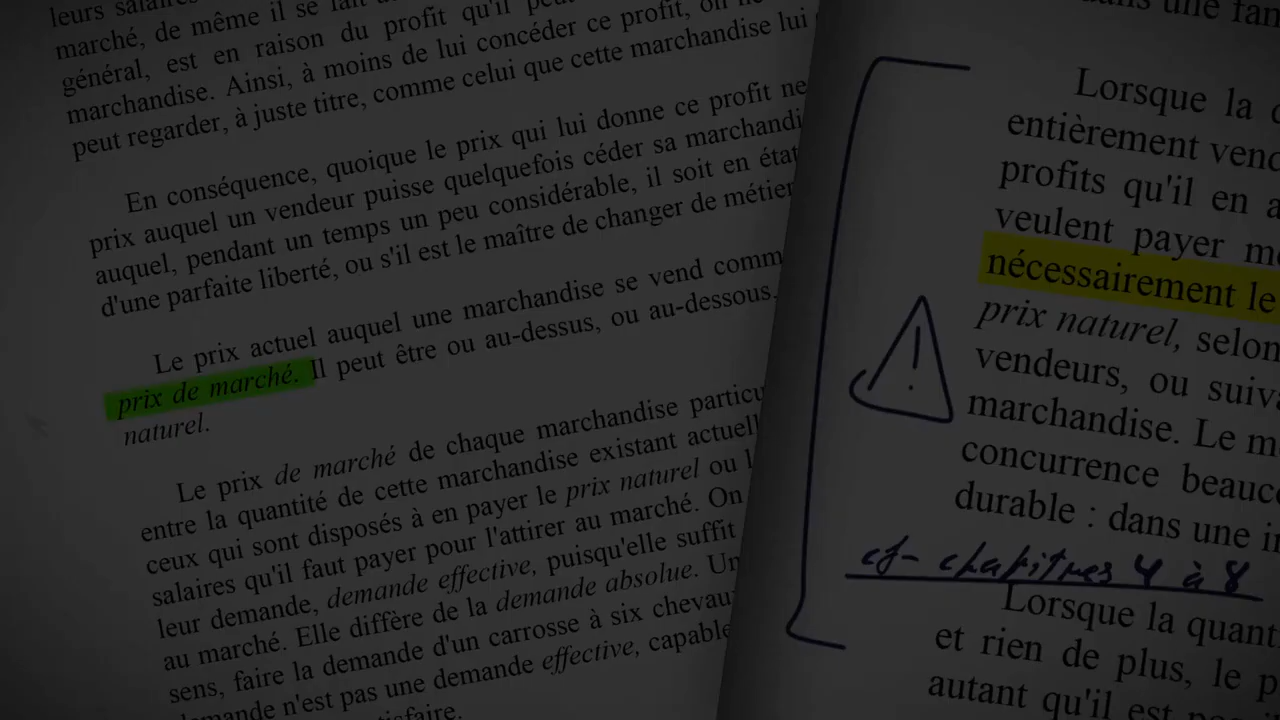 leurs salaires
marché, de même il se fait
général, est en raison du profit qu'il
marchandise. Ainsi, à moins de lui concéder ce profit, on ne
peut regarder, à juste titre, comme celui que cette marchandise lui
En conséquence, quoique le prix qui lui donne ce profit ne
prix auquel un vendeur puisse quelquefois céder sa marchandi
auquel, pendant un temps un peu considérable, il soit en état
d'une parfaite liberté, ou s'il est le maître de changer de métier
Le prix actuel auquel une marchandise se vend comm
prix de marché. Il peut être ou au-dessus, ou au-dessous,
naturel.
Le prix de marché de chaque marchandise particu
entre la quantité de cette marchandise existant actuell
ceux qui sont disposés à en payer le prix naturel ou l
salaires qu'il faut payer pour l'attirer au marché. On
leur demande, demande effective, puisqu'elle suffit
au marché. Elle diffère de la demande absolue. Un
sens, faire la demande d'un carrosse à six chevau
demande n'est pas une demande effective, capable
satisfaire.
dans une fam
Lorsque la
entièrement vend
profits qu'il en a
veulent payer m
nécessairement le
prix naturel, selon
vendeurs, ou suiva
marchandise. Le m
concurrence beauc
durable : dans une i
cf- chapitres 4 à 8
Lorsque la quant
et rien de plus, le p
autant qu'il est